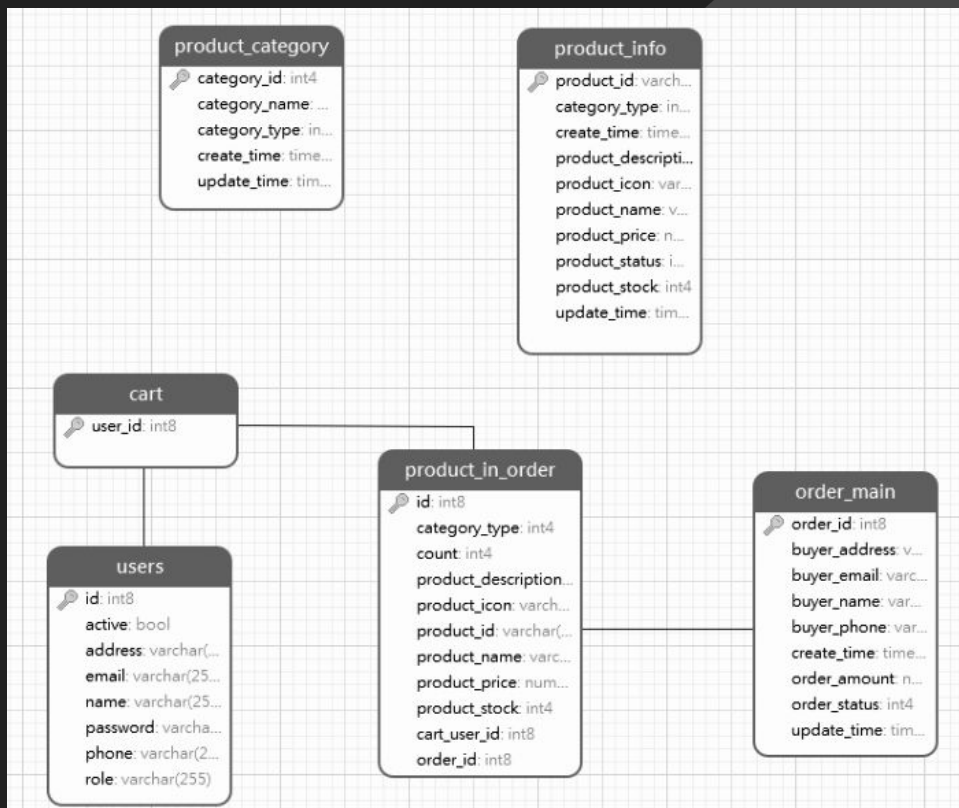 product_category
category_id: int4
category_name: ...
category_type: in...
create_time: time...
update_time: tim...
product_info
product_id: varch...
category_type: in...
create_time: time...
product_descripti...
product_icon: var...
product_name: v...
product_price: n...
product_status: i...
product_stock: int4
update_time: tim...
cart
user_id: int8
product_in_order
id: int8
category_type: int4
count: int4
product_description...
product_icon: varch...
product_id: varchar(...
product_name: varc...
product_price: num...
product_stock: int4
cart_user_id: int8
order_id: int8
order_main
order_id: int8
buyer_address: v...
buyer_email: varc...
buyer_name: var...
buyer_phone: var...
create_time: time...
order_amount: n...
order_status: int4
update_time: tim...
users
id: int8
active: bool
address: varchar(...
email: varchar(25...
name: varchar(25...
password: varcha...
phone: varchar(2...
role: varchar(255)